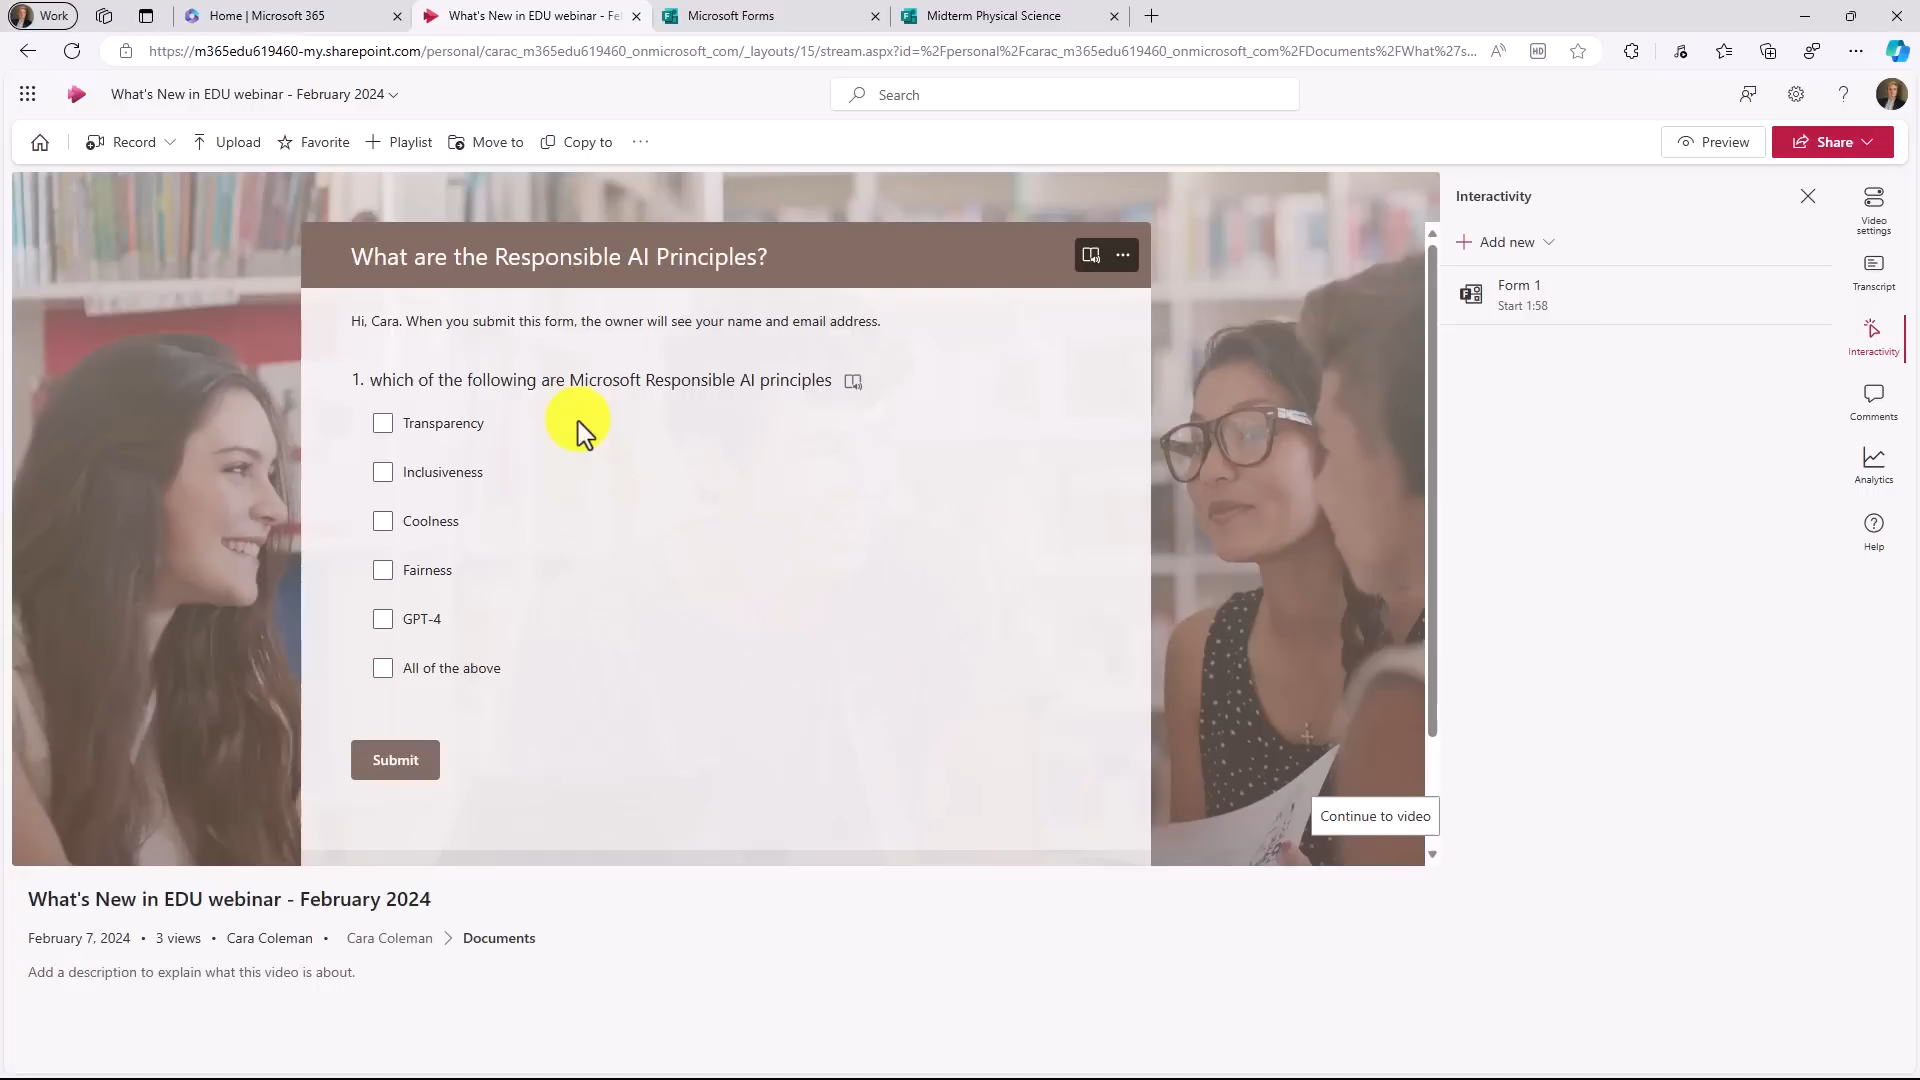 Work
Home | Microsoft 365
What's New in EDU webinar - Fe
Microsoft Forms
Midterm Physical Science
https://m365edu619460-my.sharepoint.com/personal/carac_m365edu619460_onmicrosoft_com/_layouts/15/stream.aspx?id=%2Fpersonal%2Fcarac_m365edu619460_onmicrosoft_com%2FDocuments%2FWhat%27s...
HD
What's New in EDU webinar - February 2024
Search
Record
Upload
Favorite
Playlist
Move to
Copy to
Preview
Share
What are the Responsible AI Principles?
Hi, Cara. When you submit this form, the owner will see your name and email address.
1. which of the following are Microsoft Responsible AI principles
Transparency
Inclusiveness
Coolness
Fairness
GPT-4
All of the above
Submit
Continue to video
Interactivity
Add new
Form 1
Start 1:58
Video settings
Transcript
Interactivity
Comments
Analytics
Help
What's New in EDU webinar - February 2024
February 7, 2024 • 3 views • Cara Coleman • Cara Coleman > Documents
Add a description to explain what this video is about.